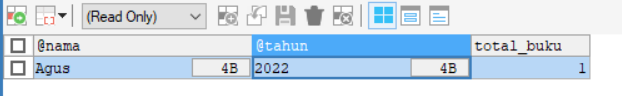 (Read Only)
@nama @tahun total_buku
Agus 4B 2022 4B 1